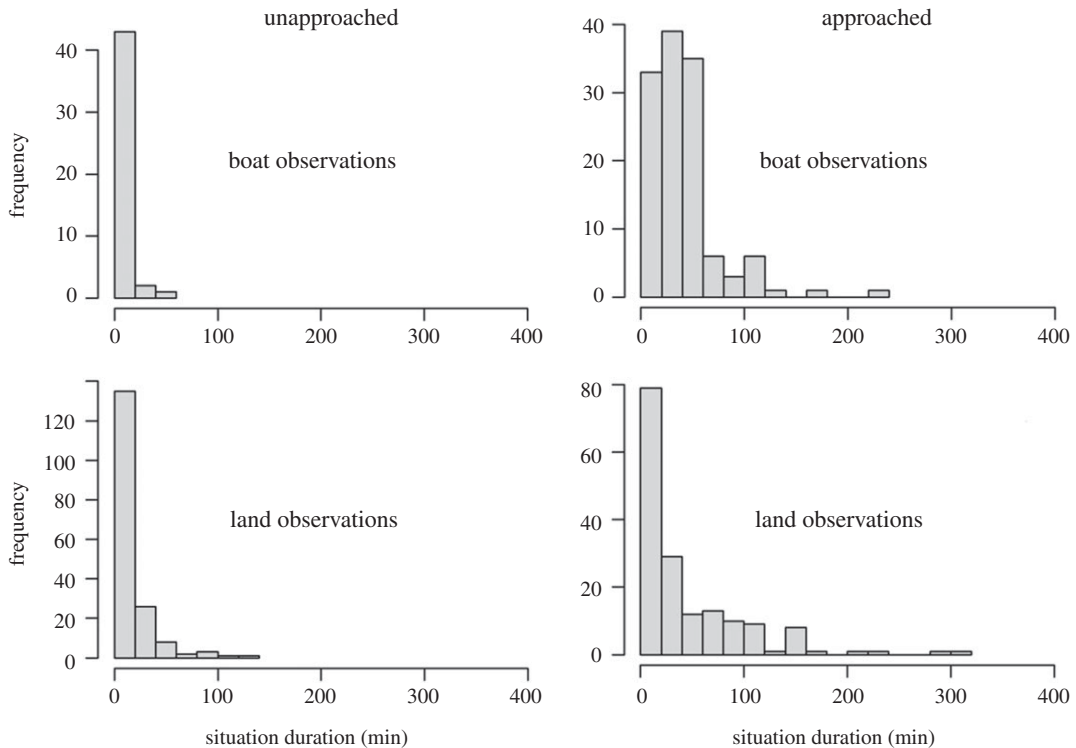 unapproached
approached
40
30
20
10
0
frequency
boat observations
0 100 200 300 400
40
30
20
10
0
boat observations
0 100 200 300 400
120
100
80
60
40
20
0
frequency
land observations
0 100 200 300 400
situation duration (min)
80
60
40
20
0
land observations
0 100 200 300 400
situation duration (min)